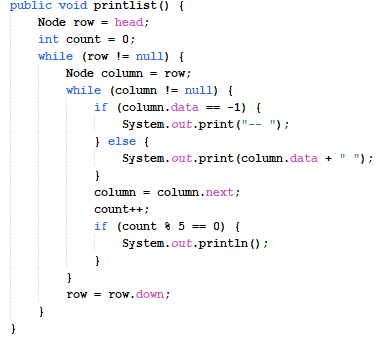 public void printlist() {
    Node row = head;
    int count = 0;
    while (row != null) {
        Node column = row;
        while (column != null) {
            if (column.data == -1) {
                System.out.print("-- ");
            } else {
                System.out.print(column.data + " ");
            }
            column = column.next;
            count++;
            if (count % 5 == 0) {
                System.out.println();
            }
        }
        row = row.down;
    }
}